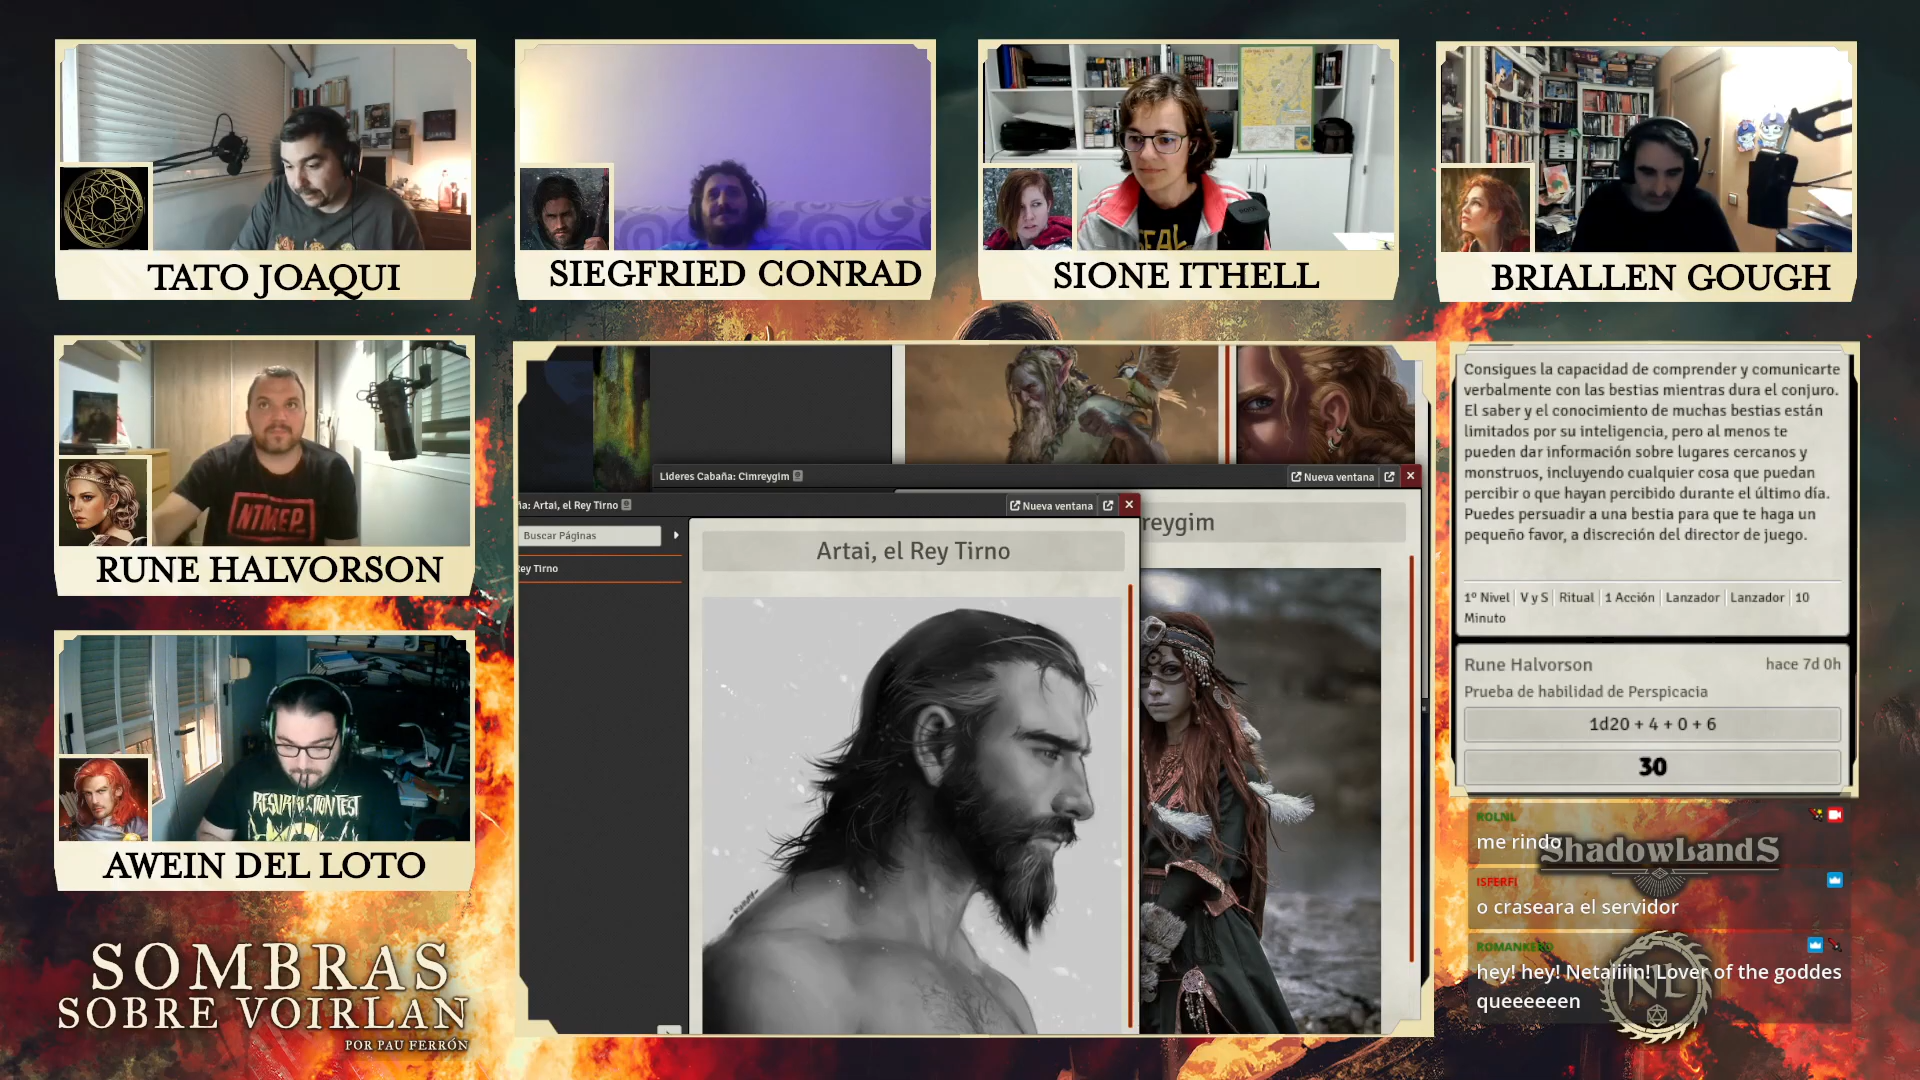 TATO JOAQUI
SIEGFRIED CONRAD
SIONE ITHELL
BRIALLEN GOUGH
RUNE HALVORSON
NTMEP.
AWEIN DEL LOTO
SOMBRAS
SOBRE VOIRLAN
POR PAU FERRÓN
Líderes Cabaña: Cimreygim
Nueva ventana
ña: Artai, el Rey Tirno
Nueva ventana
Buscar Páginas
ey Tirno
Artai, el Rey Tirno
reygim
Consigues la capacidad de comprender y comunicarte
verbalmente con las bestias mientras dura el conjuro.
El saber y el conocimiento de muchas bestias están
limitados por su inteligencia, pero al menos te
pueden dar información sobre lugares cercanos y
monstruos, incluyendo cualquier cosa que puedan
percibir o que hayan percibido durante el último día.
Puedes persuadir a una bestia para que te haga un
pequeño favor, a discreción del director de juego.
1º Nivel | V y S | Ritual | 1 Acción | Lanzador | Lanzador | 10
Minuto
Rune Halvorson hace 7d 0h
Prueba de habilidad de Perspicacia
1d20 + 4 + 0 + 6
30
ROLNL
me rindo
ShadowLandS
ISFERFI
o craseara el servidor
hey! hey! Netaiiiin! Lover of the goddes
queeeeeen
NL